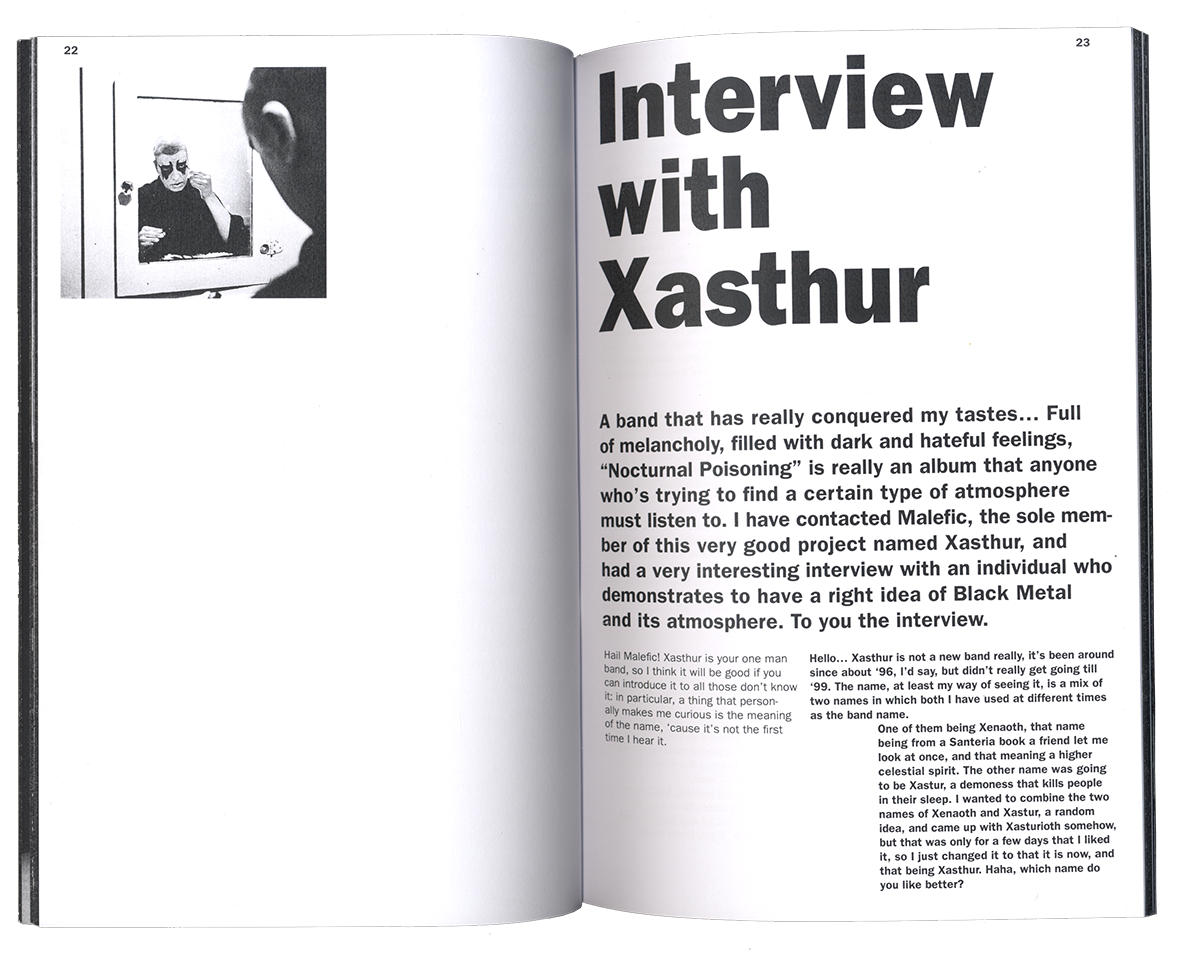 22
23
Interview
with
Xasthur
A band that has really conquered my tastes... Full
of melancholy, filled with dark and hateful feelings,
“Nocturnal Poisoning” is really an album that anyone
who’s trying to find a certain type of atmosphere
must listen to. I have contacted Malefic, the sole mem-
ber of this very good project named Xasthur, and
had a very interesting interview with an individual who
demonstrates to have a right idea of Black Metal
and its atmosphere. To you the interview.
Hail Malefic! Xasthur is your one man
band, so I think it will be good if you
can introduce it to all those don’t know
it: in particular, a thing that person-
ally makes me curious is the meaning
of the name, ‘cause it’s not the first
time I hear it.
Hello... Xasthur is not a new band really, it’s been around
since about ‘96, I’d say, but didn’t really get going till
‘99. The name, at least my way of seeing it, is a mix of
two names in which both I have used at different times
as the band name.
One of them being Xenaoth, that name
being from a Santeria book a friend let me
look at once, and that meaning a higher
celestial spirit. The other name was going
to be Xastur, a demoness that kills people
in their sleep. I wanted to combine the two
names of Xenaoth and Xastur, a random
idea, and came up with Xasturioth somehow,
but that was only for a few days that I liked
it, so I just changed it to that it is now, and
that being Xasthur. Haha, which name do
you like better?